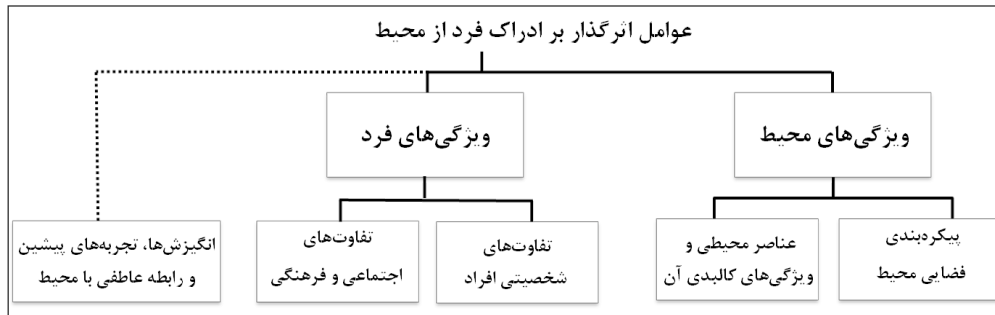 عوامل اثرگذار بر ادراک فرد از محیط
ویژگی‌های محیط
ویژگی‌های فرد
پیکره‌بندی
فضایی محیط
عناصر محیطی و
ویژگی‌های کالبدی آن
تفاوت‌های
شخصیتی افراد
تفاوت‌های
اجتماعی و فرهنگی
انگیزش‌ها، تجربه‌های پیشین
و رابطه عاطفی با محیط